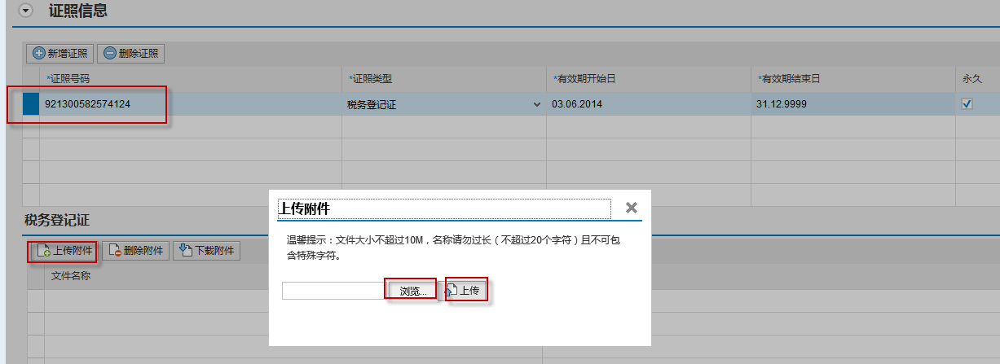 证照信息
新增证照 删除证照
*证照号码 *证照类型 *有效期开始日 *有效期结束日 永久
921300582574124 税务登记证 03.06.2014 31.12.9999
税务登记证
上传附件 删除附件 下载附件
文件名称
上传附件
温馨提示：文件大小不超过10M，名称请勿过长（不超过20个字符）且不可包
含特殊字符。
浏览... 上传